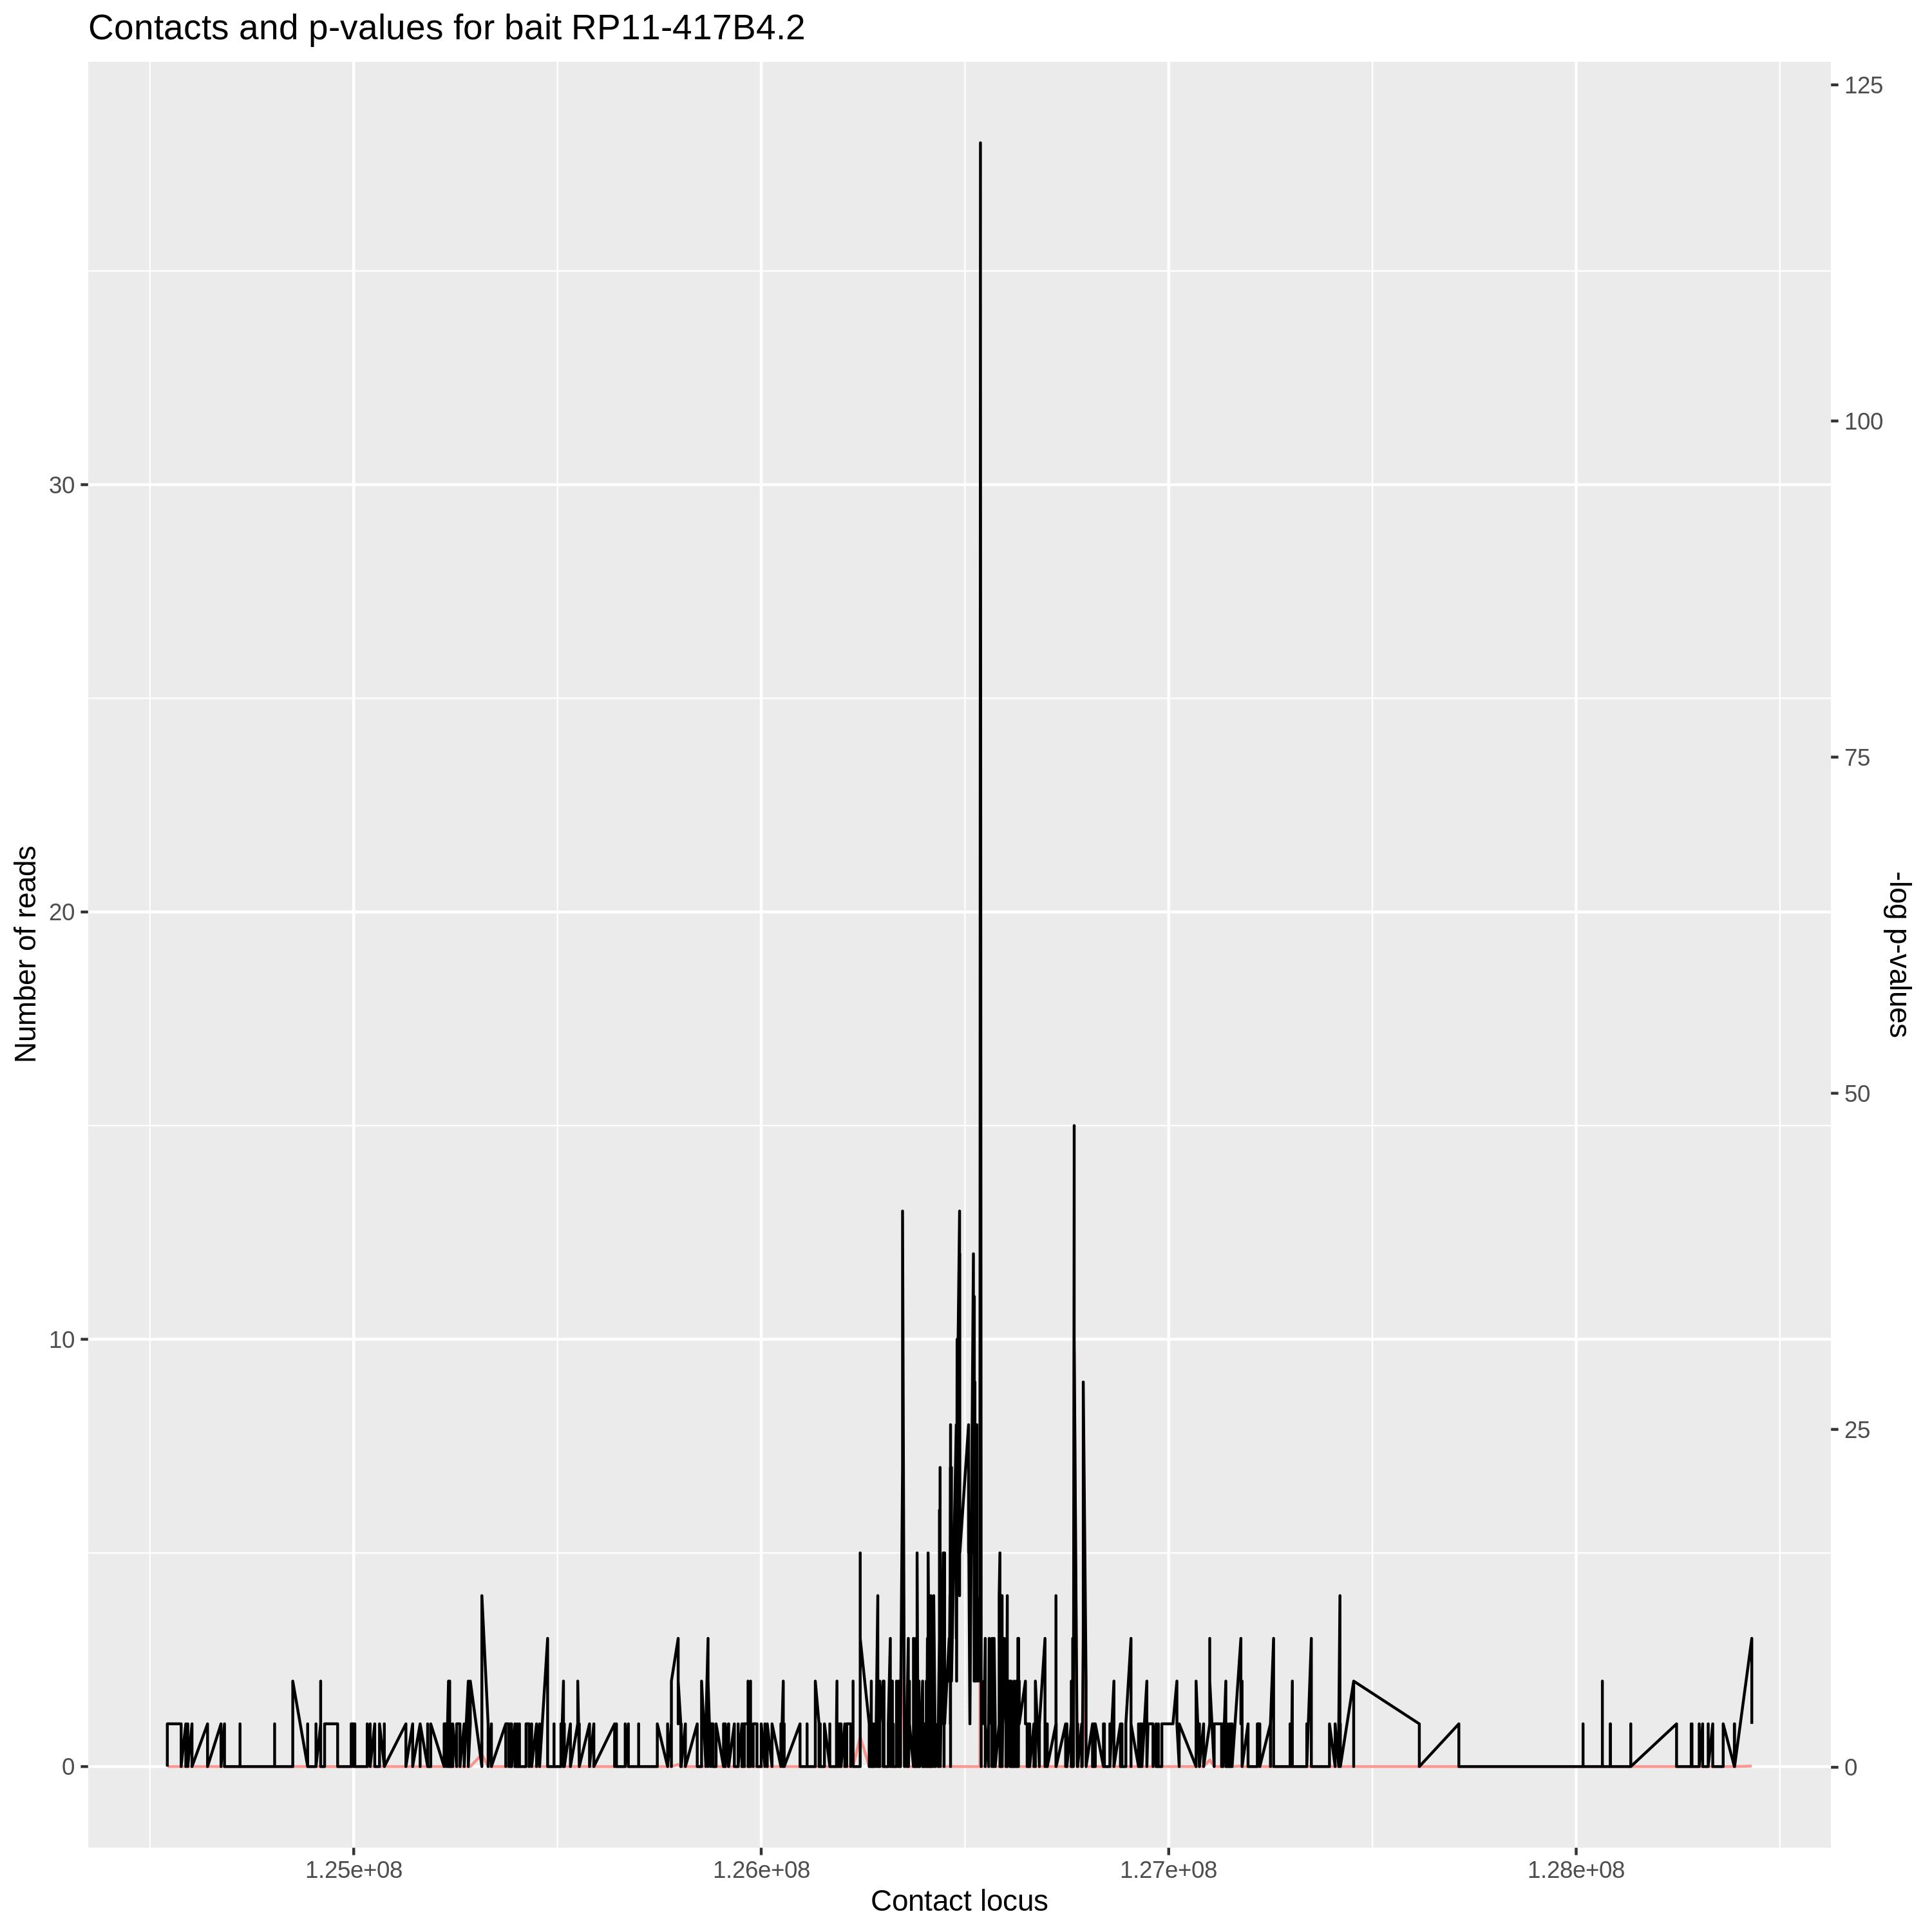 Contacts and p-values for bait RP11-417B4.2
Number of reads
30
20
10
0
125
100
75
50
25
0
-log p-values
1.25e+08 1.26e+08 1.27e+08 1.28e+08
Contact locus